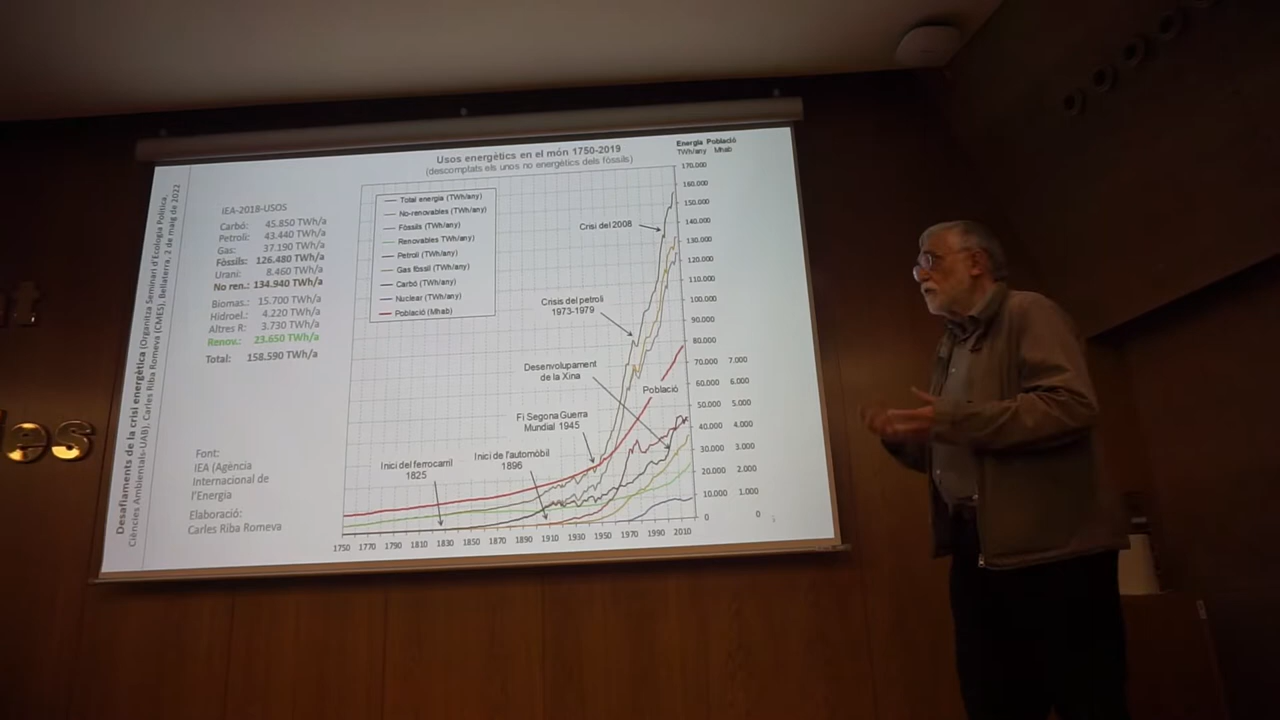 Usos energètics en el món 1750-2019
(descomptats els unos no energètics dels fòssils)
Energia Població
TWh/any Mhab
Desafiaments de la crisi energètica (Organitza Seminari d'Ecologia Política,
Ciències Ambientals-UAB), Carles Riba Romeva (CMES), Bellaterra, 2 de maig de 2022
IEA-2018-USOS
Carbó: 45.850 TWh/a
Petroli: 43.440 TWh/a
Gas: 37.190 TWh/a
Fòssils: 126.480 TWh/a
Urani: 8.460 TWh/a
No ren.: 134.940 TWh/a
Biomas.: 15.700 TWh/a
Hidroel.: 4.220 TWh/a
Altres R: 3.730 TWh/a
Renov.: 23.650 TWh/a
Total: 158.590 TWh/a
Font:
IEA (Agència
Internacional de
l'Energia
Elaboració:
Carles Riba Romeva
Total energia (TWh/any)
No-renovables (TWh/any)
Fòssils (TWh/any)
Renovables TWh/any)
Petroli (TWh/any)
Gas fòssil (TWh/any)
Carbó (TWh/any)
Nuclear (TWh/any)
Població (Mhab)
Crisi del 2008
Crisis del petroli
1973-1979
Desenvolupament
de la Xina
Població
Fi Segona Guerra
Mundial 1945
Inici de l'automòbil
1896
Inici del ferrocarril
1825
170.000
160.000
150.000
140.000
130.000
120.000
110.000
100.000
90.000
80.000
70.000 7.000
60.000 6.000
50.000 5.000
40.000 4.000
30.000 3.000
20.000 2.000
10.000 1.000
0 0
1750 1770 1790 1810 1830 1850 1870 1890 1910 1930 1950 1970 1990 2010
es